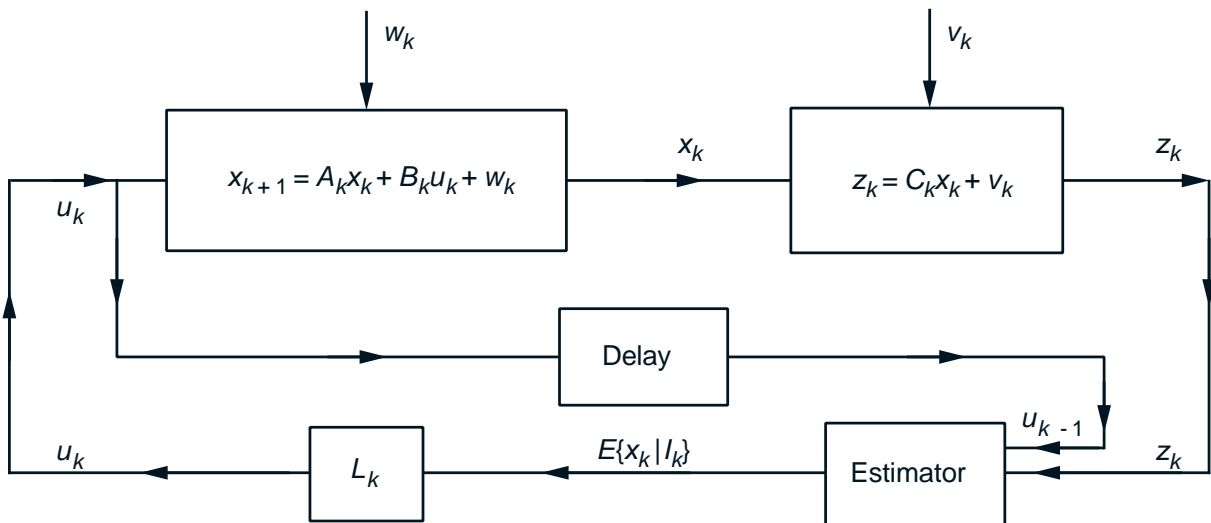 w_k
v_k
x_{k + 1} = A_k x_k + B_k u_k + w_k
x_k
z_k = C_k x_k + v_k
z_k
u_k
Delay
u_{k - 1}
u_k
L_k
E{x_k | I_k}
Estimator
z_k